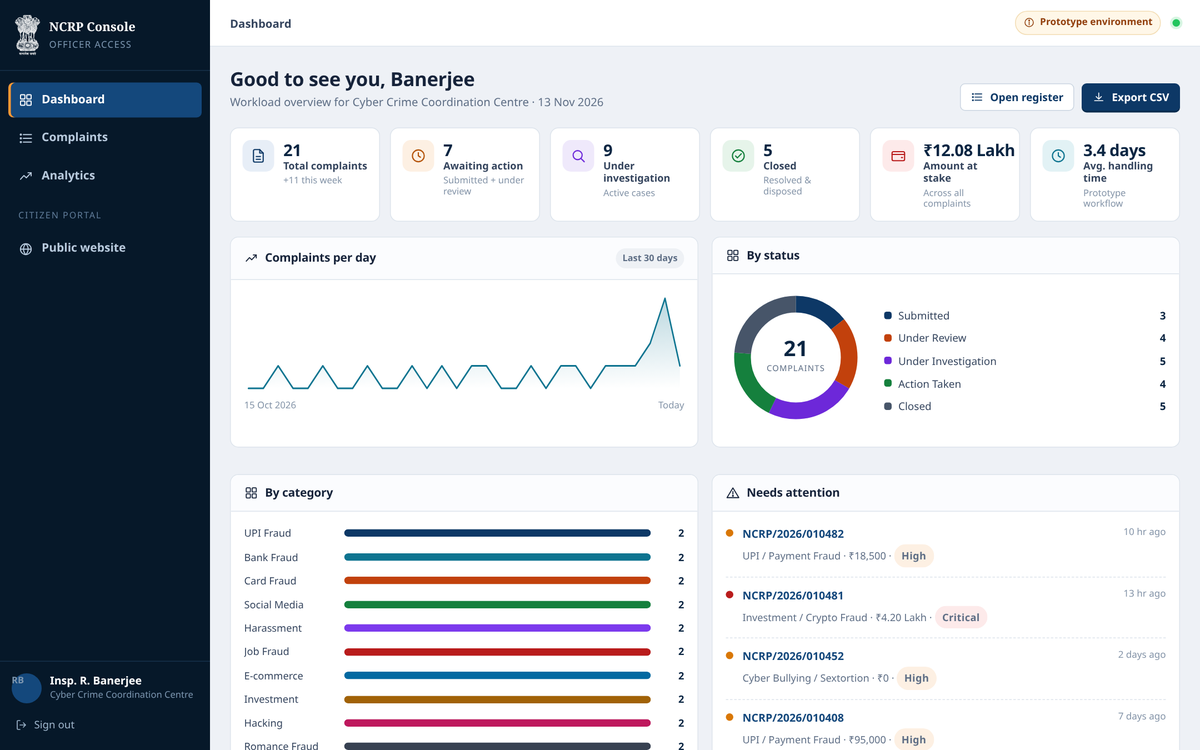 NCRP Console
OFFICER ACCESS
Dashboard
Complaints
Analytics
CITIZEN PORTAL
Public website
RB
Insp. R. Banerjee
Cyber Crime Coordination Centre
Sign out
Dashboard
Prototype environment
Good to see you, Banerjee
Workload overview for Cyber Crime Coordination Centre · 13 Nov 2026
Open register
Export CSV
21
Total complaints
+11 this week
7
Awaiting action
Submitted + under
review
9
Under
investigation
Active cases
5
Closed
Resolved &
disposed
₹12.08 Lakh
Amount at
stake
Across all
complaints
3.4 days
Avg. handling
time
Prototype
workflow
Complaints per day
Last 30 days
15 Oct 2026
Today
By status
21
COMPLAINTS
Submitted 3
Under Review 4
Under Investigation 5
Action Taken 4
Closed 5
By category
UPI Fraud 2
Bank Fraud 2
Card Fraud 2
Social Media 2
Harassment 2
Job Fraud 2
E-commerce 2
Investment 2
Hacking 2
Romance Fraud 2
Needs attention
NCRP/2026/010482 10 hr ago
UPI / Payment Fraud · ₹18,500 · High
NCRP/2026/010481 13 hr ago
Investment / Crypto Fraud · ₹4.20 Lakh · Critical
NCRP/2026/010452 2 days ago
Cyber Bullying / Sextortion · ₹0 · High
NCRP/2026/010408 7 days ago
UPI / Payment Fraud · ₹95,000 · High